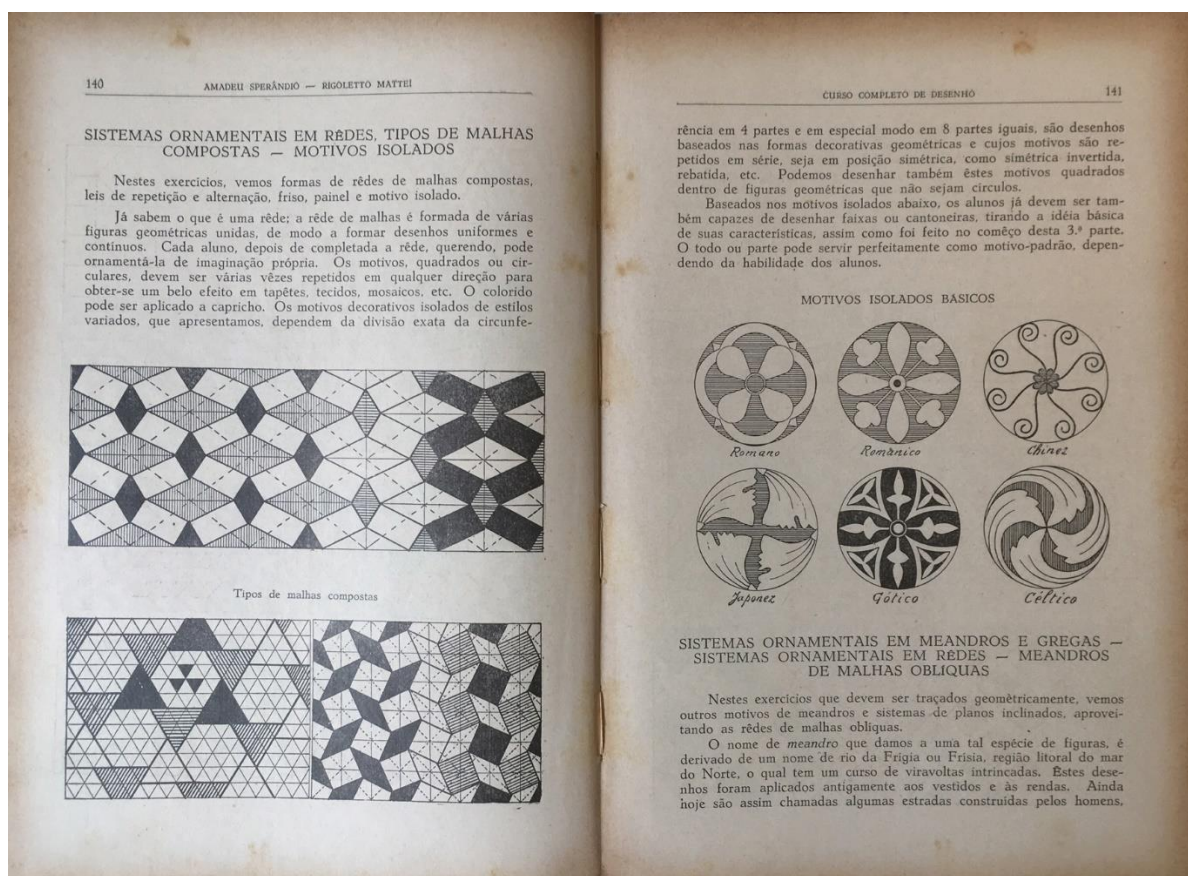 140
AMADEU SPERÂNDIO — RIGOLETTO MATTEI
SISTEMAS ORNAMENTAIS EM RÊDES, TIPOS DE MALHAS
COMPOSTAS — MOTIVOS ISOLADOS
Nestes exercicios, vemos formas de rêdes de malhas compostas,
leis de repetição e alternação, friso, painel e motivo isolado.
Já sabem o que é uma rêde; a rêde de malhas é formada de várias
figuras geométricas unidas, de modo a formar desenhos uniformes e
contínuos. Cada aluno, depois de completada a rêde, querendo, pode
ornamentá-la de imaginação própria. Os motivos, quadrados ou cir-
culares, devem ser várias vêzes repetidos em qualquer direção para
obter-se um belo efeito em tapêtes, tecidos, mosaicos, etc. O colorido
pode ser aplicado a capricho. Os motivos decorativos isolados de estilos
variados, que apresentamos, dependem da divisão exata da circunfe-
Tipos de malhas compostas
CURSO COMPLETO DE DESENHO
141
rência em 4 partes e em especial modo em 8 partes iguais, são desenhos
baseados nas formas decorativas geométricas e cujos motivos são re-
petidos em série, seja em posição simétrica, como simétrica invertida,
rebatida, etc. Podemos desenhar também êstes motivos quadrados
dentro de figuras geométricas que não sejam círculos.
Baseados nos motivos isolados abaixo, os alunos já devem ser tam-
bém capazes de desenhar faixas ou cantoneiras, tirando a idéia básica
de suas características, assim como foi feito no comêço desta 3.ª parte.
O todo ou parte pode servir perfeitamente como motivo-padrão, depen-
dendo da habilidade dos alunos.
MOTIVOS ISOLADOS BÁSICOS
Romano Românico Chinez
Japonez Gótico Céltico
SISTEMAS ORNAMENTAIS EM MEANDROS E GREGAS —
SISTEMAS ORNAMENTAIS EM RÊDES — MEANDROS
DE MALHAS OBLIQUAS
Nestes exercícios que devem ser traçados geomètricamente, vemos
outros motivos de meandros e sistemas de planos inclinados, aprovei-
tando as rêdes de malhas oblíquas.
O nome de meandro que damos a uma tal espécie de figuras, é
derivado de um nome de rio da Frígia ou Frísia, região litoral do mar
do Norte, o qual tem um curso de viravoltas intrincadas. Êstes dese-
nhos foram aplicados antigamente aos vestidos e às rendas. Ainda
hoje são assim chamadas algumas estradas construidas pelos homens,